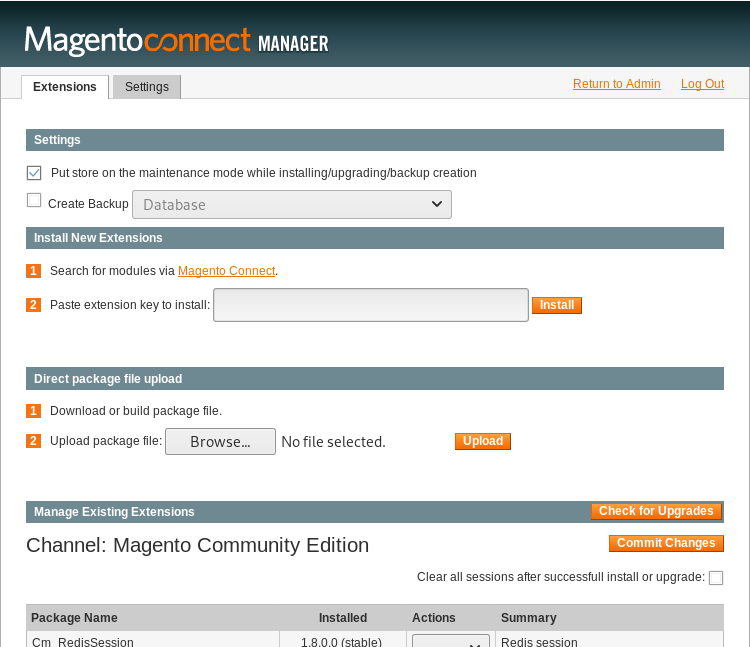 Magentoconnect MANAGER
Extensions
Settings
Return to Admin
Log Out
Settings
Put store on the maintenance mode while installing/upgrading/backup creation
Create Backup Database
Install New Extensions
1 Search for modules via Magento Connect.
2 Paste extension key to install: Install
Direct package file upload
1 Download or build package file.
2 Upload package file: Browse... No file selected. Upload
Manage Existing Extensions Check for Upgrades
Channel: Magento Community Edition Commit Changes
Clear all sessions after successfull install or upgrade:
Package Name Installed Actions Summary
Cm_RedisSession 1.8.0.0 (stable) Redis session